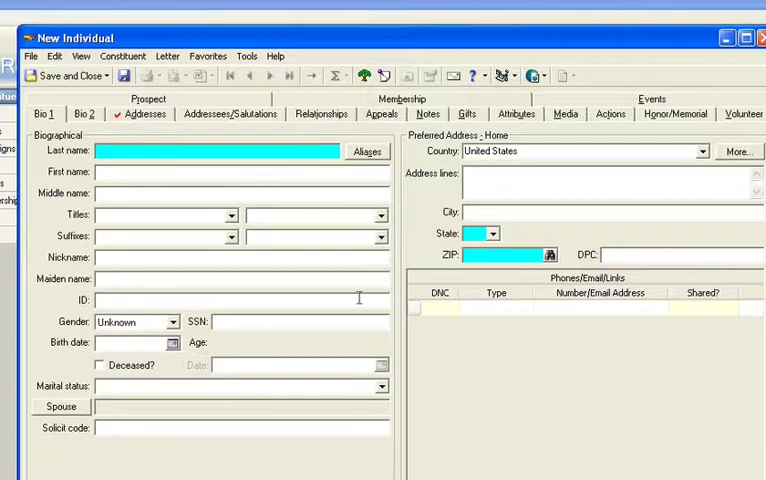 New Individual
File Edit View Constituent Letter Favorites Tools Help
Save and Close
Prospect Membership Events
Bio 1 Bio 2 Addresses Addressees/Salutations Relationships Appeals Notes Gifts Attributes Media Actions Honor/Memorial Volunteer
Biographical
Last name: Aliases
First name:
Middle name:
Titles:
Suffixes:
Nickname:
Maiden name:
ID:
Gender: Unknown SSN:
Birth date: Age:
Deceased? Date:
Marital status:
Spouse
Solicit code:
Preferred Address - Home
Country: United States More...
Address lines:
City:
State:
ZIP: DPC:
Phones/Email/Links
DNC Type Number/Email Address Shared?